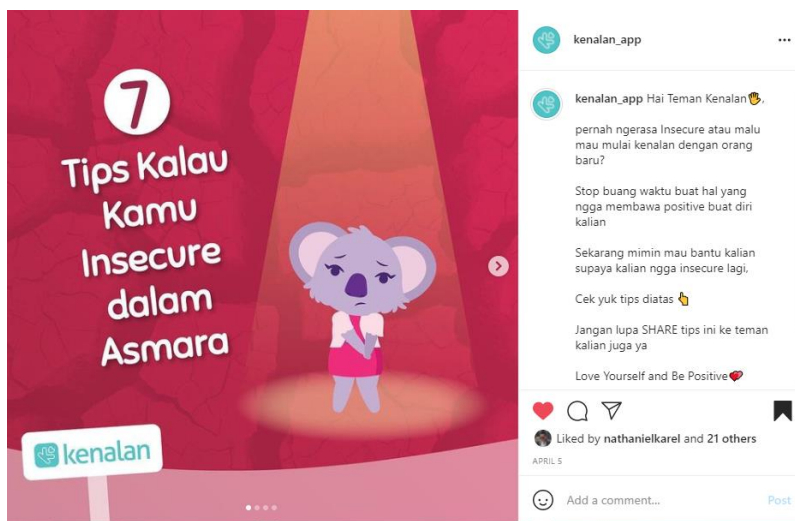 7
Tips Kalau
Kamu
Insecure
dalam
Asmara
kenalan
kenalan_app
kenalan_app Hai Teman Kenalan🖐,
pernah ngerasa Insecure atau malu
mau mulai kenalan dengan orang
baru?
Stop buang waktu buat hal yang
ngga membawa positive buat diri
kalian
Sekarang mimin mau bantu kalian
supaya kalian ngga insecure lagi,
Cek yuk tips diatas 👆
Jangan lupa SHARE tips ini ke teman
kalian juga ya
Love Yourself and Be Positive💕
Liked by nathanielkarel and 21 others
APRIL 5
Add a comment...
Post